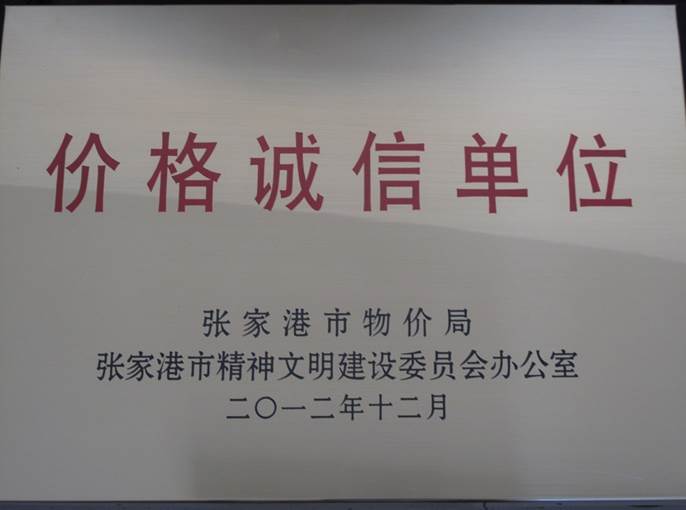 价格诚信单位
张家港市物价局
张家港市精神文明建设委员会办公室
二〇一二年十二月